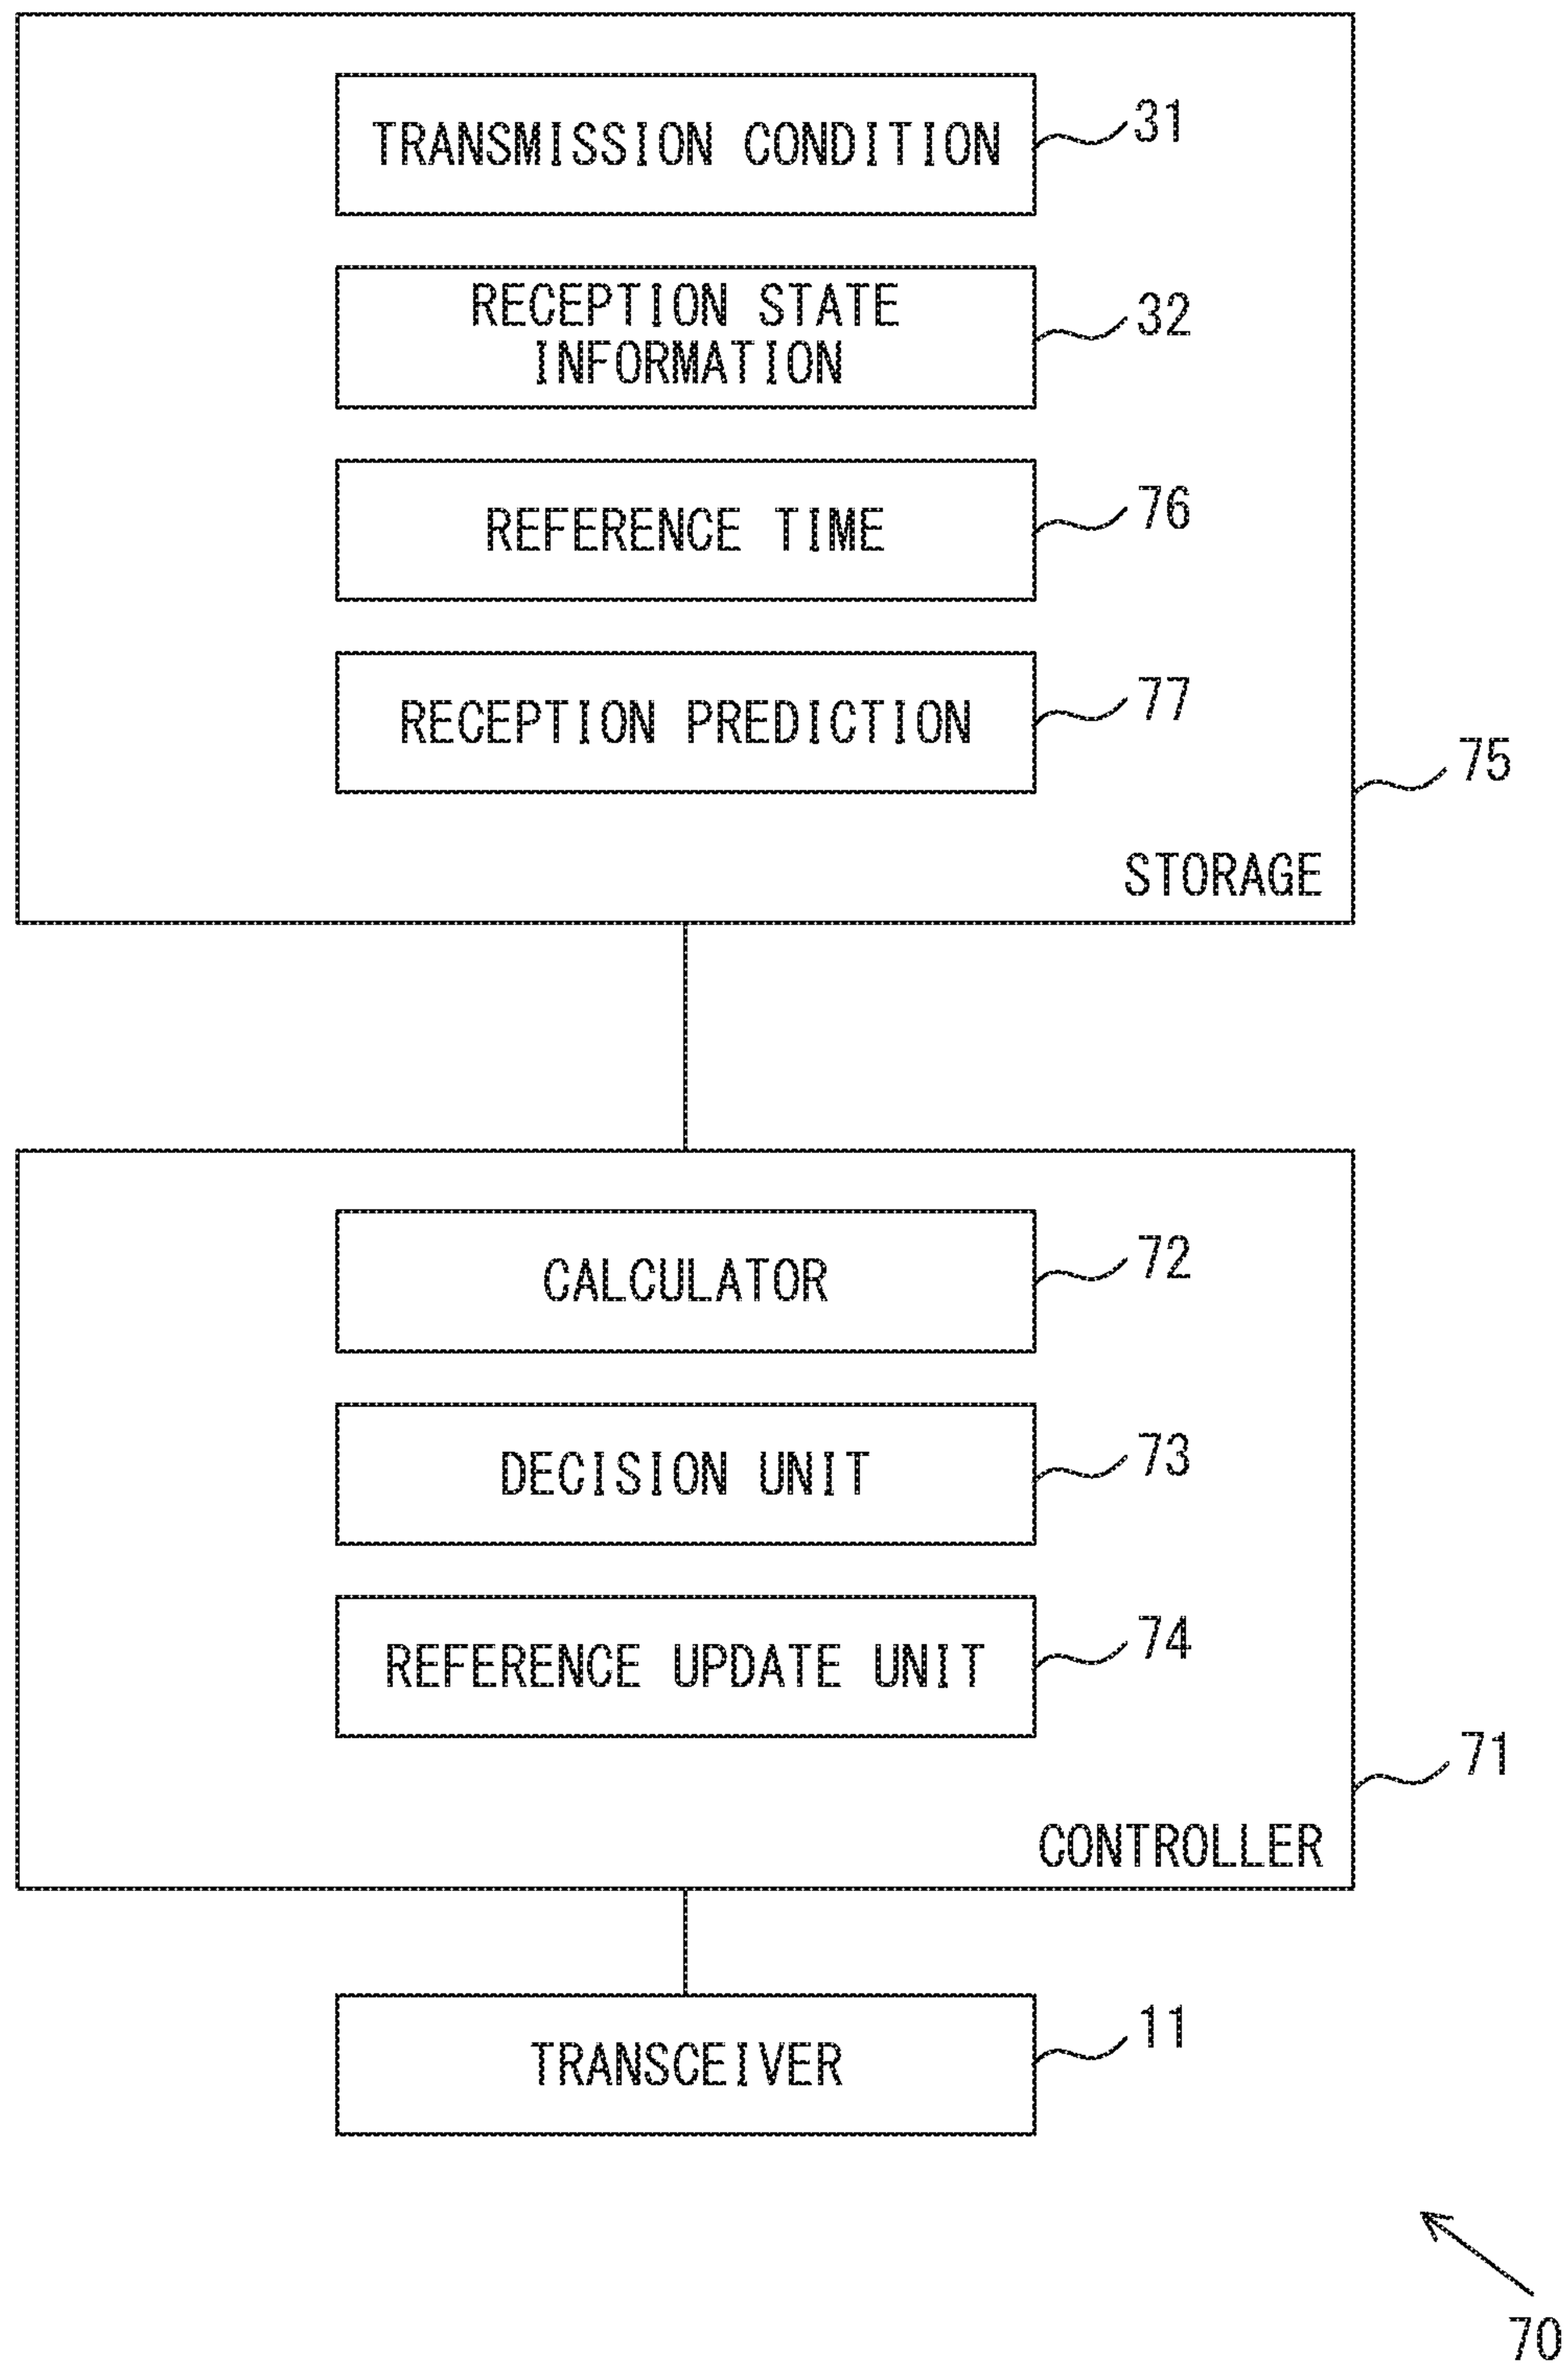 TRANSMISSION CONDITION
31
RECEPTION STATE
INFORMATION
32
REFERENCE TIME
76
RECEPTION PREDICTION
77
75
STORAGE
CALCULATOR
72
DECISION UNIT
73
REFERENCE UPDATE UNIT
74
71
CONTROLLER
TRANSCEIVER
11
70